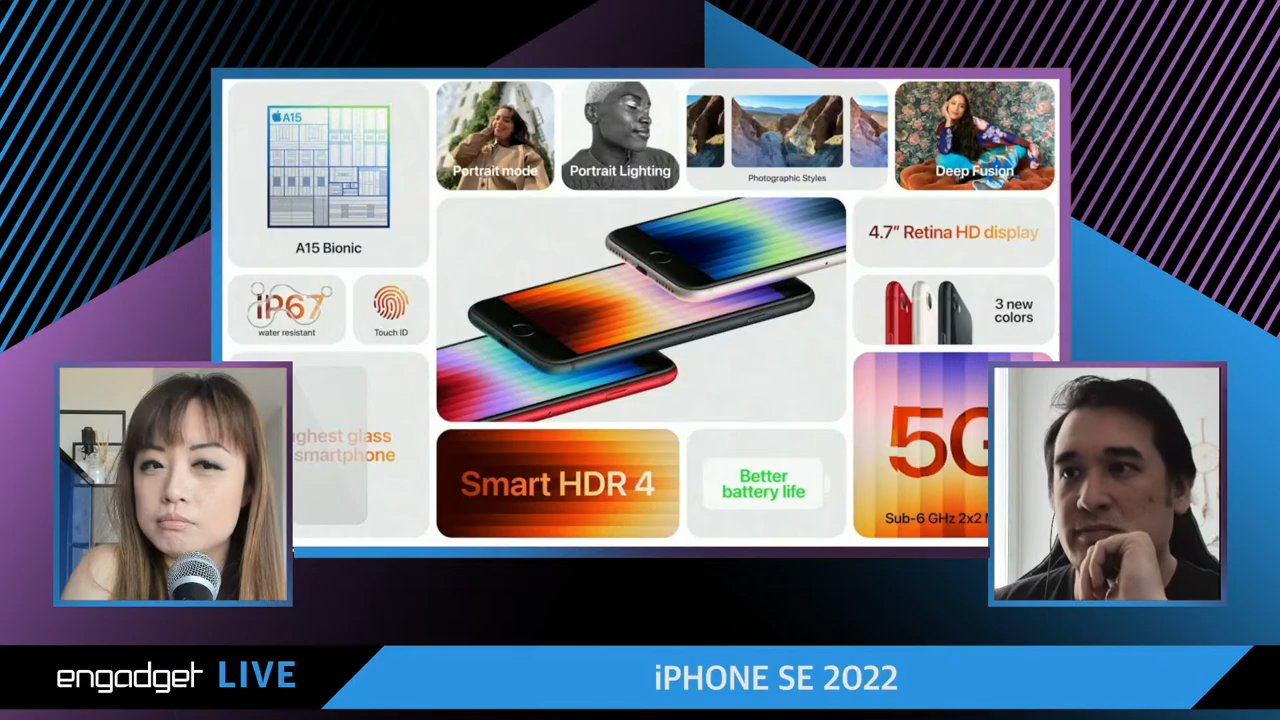 A15
A15 Bionic
Portrait mode
Portrait Lighting
Photographic Styles
Deep Fusion
4.7" Retina HD display
iP67
water resistant
Touch ID
3 new
colors
glass
smartphone
Smart HDR 4
Better
battery life
5G
Sub-6 GHz 2x2
engadget LIVE
iPHONE SE 2022